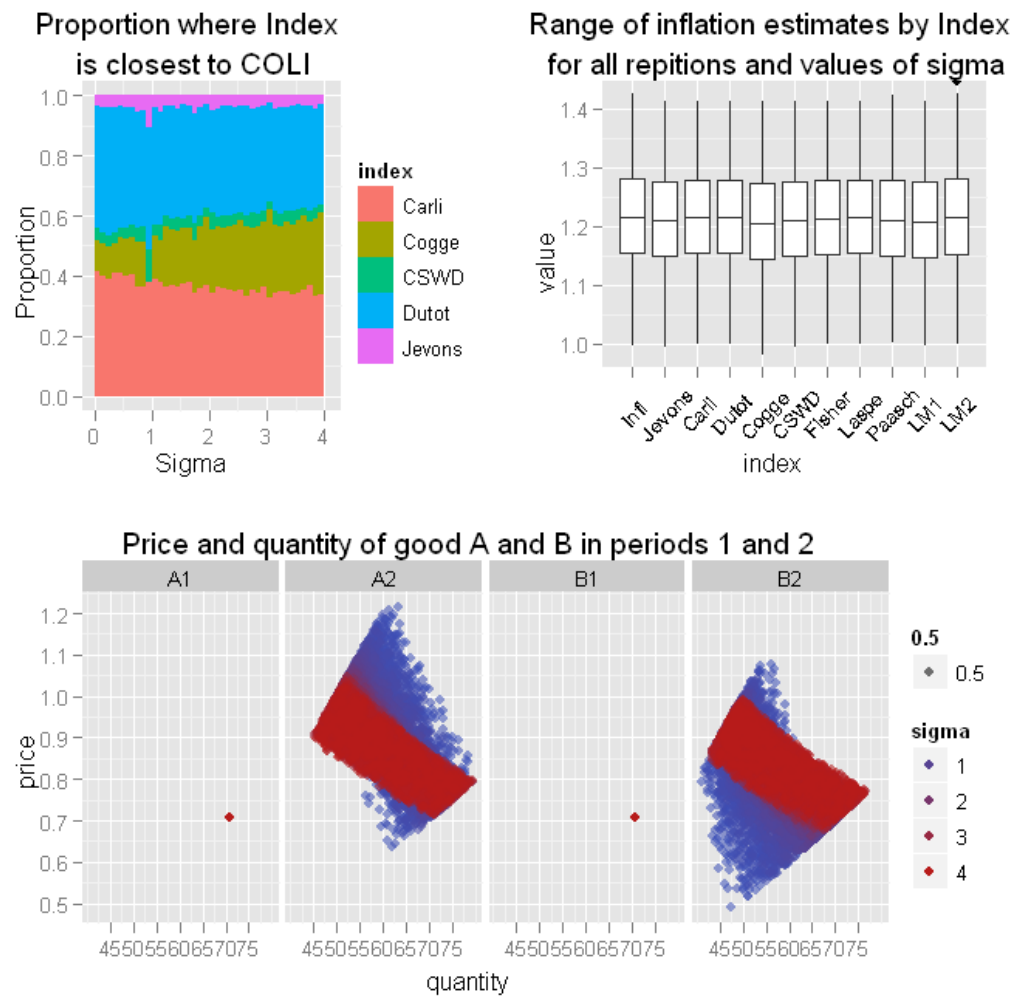 Proportion where Index
is closest to COLI
1.0
0.8
0.6
0.4
0.2
0.0
Proportion
0 1 2 3 4
Sigma
index
Carli
Cogge
CSWD
Dutot
Jevons
Range of inflation estimates by Index
for all repitions and values of sigma
1.4
1.3
1.2
1.1
1.0
value
Infl Jevons Carli Dutot Cogge CSWD Fisher Laspe Paasch LM1 LM2
index
Price and quantity of good A and B in periods 1 and 2
A1 A2 B1 B2
1.2
1.1
1.0
0.9
0.8
0.7
0.6
0.5
price
45505560657075 45505560657075 45505560657075 45505560657075
quantity
0.5
0.5
sigma
1
2
3
4